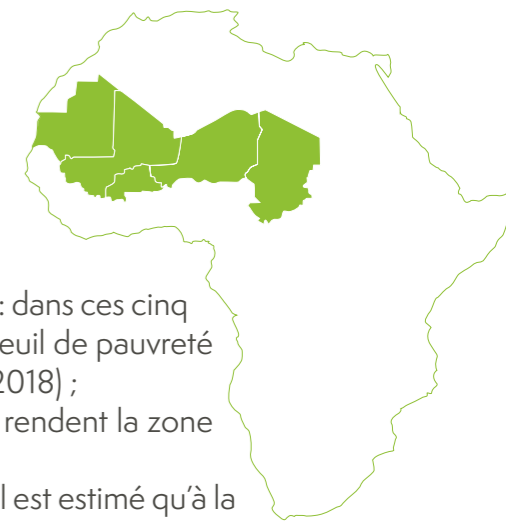 : dans ces cinq
euil de pauvreté
2018) ;
rendent la zone
l est estimé qu'à la